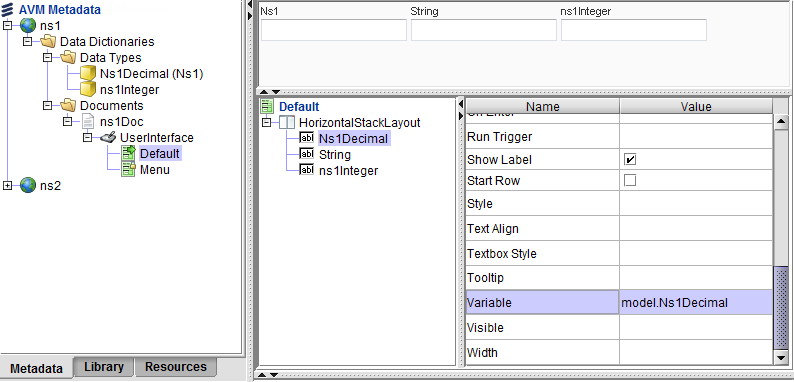 AVM Metadata
ns1
Data Dictionaries
Data Types
Ns1Decimal (Ns1)
ns1Integer
Documents
ns1Doc
UserInterface
Default
Menu
ns2
Metadata
Library
Resources
Ns1
String
ns1Integer
Default
HorizontalStackLayout
Ns1Decimal
String
ns1Integer
Name Value
On Enter
Run Trigger
Show Label
Start Row
Style
Text Align
Textbox Style
Tooltip
Variable model.Ns1Decimal
Visible
Width